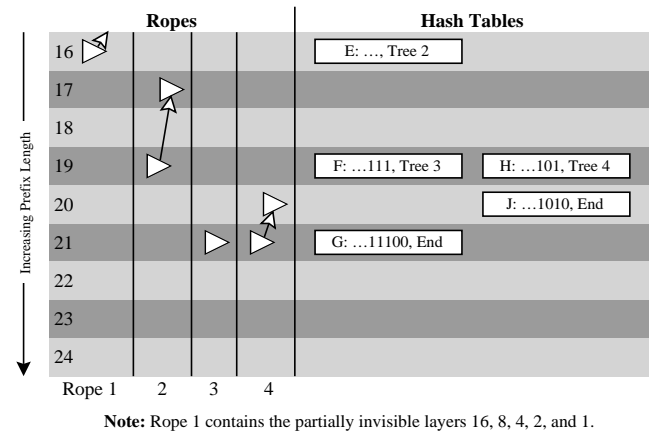 Ropes Hash Tables
16 E: …, Tree 2
17
18
19 F: …111, Tree 3 H: …101, Tree 4
20 J: …1010, End
21 G: …11100, End
22
23
24
Increasing Prefix Length
Rope 1 2 3 4
Note: Rope 1 contains the partially invisible layers 16, 8, 4, 2, and 1.